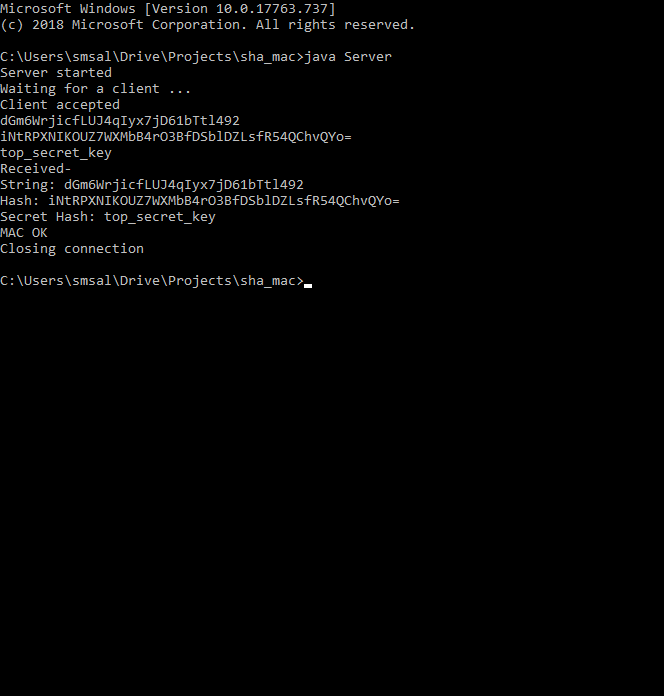 Microsoft Windows [Version 10.0.17763.737]
(c) 2018 Microsoft Corporation. All rights reserved.
C:\Users\smsal\Drive\Projects\sha_mac>java Server
Server started
Waiting for a client ...
Client accepted
dGm6WrjicfLUJ4qIyx7jD61bTtl492
iNtRPXNIKOUZ7WXMbB4rO3BfDSblDZLsfR54QChvQYo=
top_secret_key
Received-
String: dGm6WrjicfLUJ4qIyx7jD61bTtl492
Hash: iNtRPXNIKOUZ7WXMbB4rO3BfDSblDZLsfR54QChvQYo=
Secret Hash: top_secret_key
MAC OK
Closing connection
C:\Users\smsal\Drive\Projects\sha_mac>